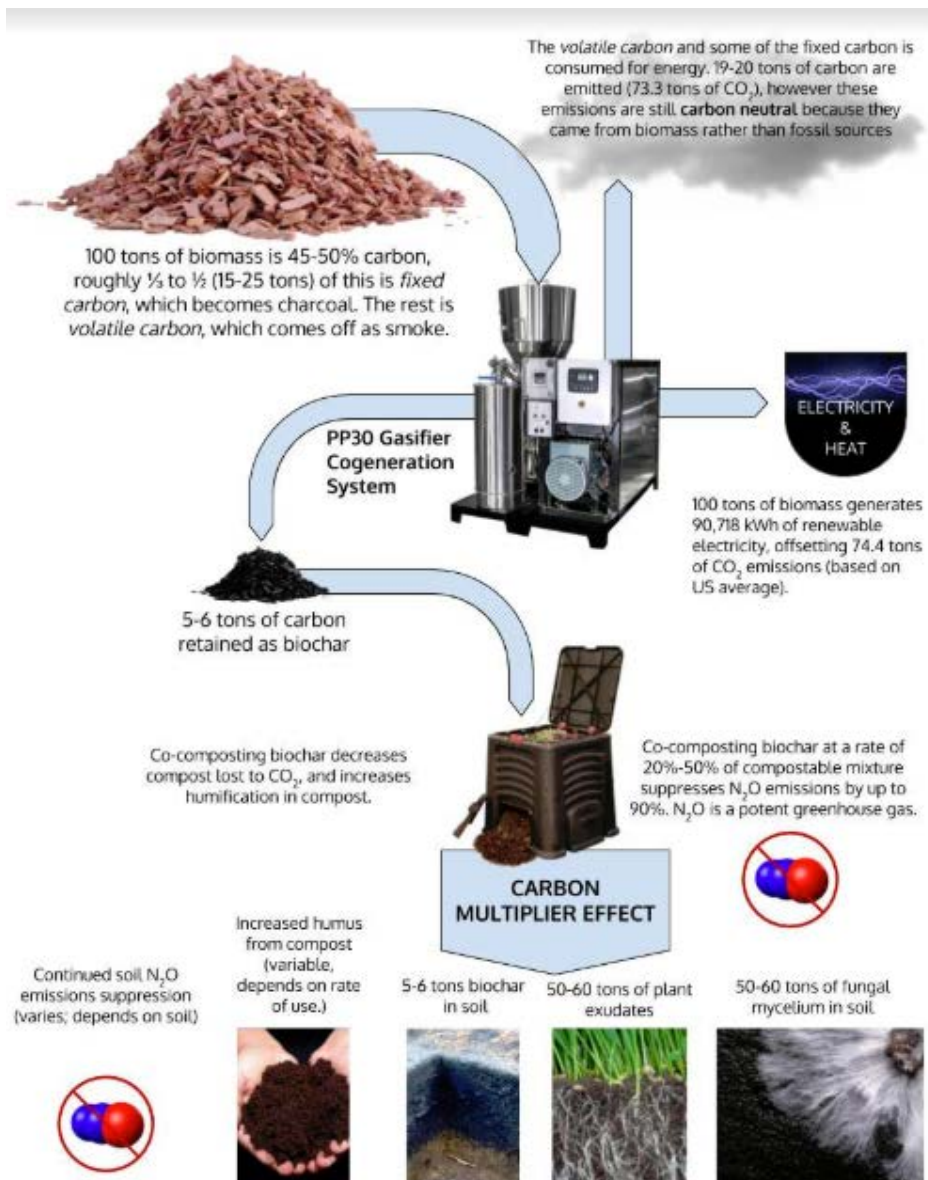 The volatile carbon and some of the fixed carbon is
consumed for energy. 19-20 tons of carbon are
emitted (73.3 tons of CO₂), however these
emissions are still carbon neutral because they
came from biomass rather than fossil sources
100 tons of biomass is 45-50% carbon,
roughly ⅓ to ½ (15-25 tons) of this is fixed
carbon, which becomes charcoal. The rest is
volatile carbon, which comes off as smoke.
PP30 Gasifier
Cogeneration
System
ELECTRICITY
&
HEAT
100 tons of biomass generates
90,718 kWh of renewable
electricity, offsetting 74.4 tons
of CO₂ emissions (based on
US average).
5-6 tons of carbon
retained as biochar
Co-composting biochar decreases
compost lost to CO₂, and increases
humification in compost.
Co-composting biochar at a rate of
20%-50% of compostable mixture
suppresses N₂O emissions by up to
90%. N₂O is a potent greenhouse gas.
CARBON
MULTIPLIER EFFECT
Continued soil N₂O
emissions suppression
(varies; depends on soil)
Increased humus
from compost
(variable,
depends on rate
of use.)
5-6 tons biochar
in soil
50-60 tons of plant
exudates
50-60 tons of fungal
mycelium in soil